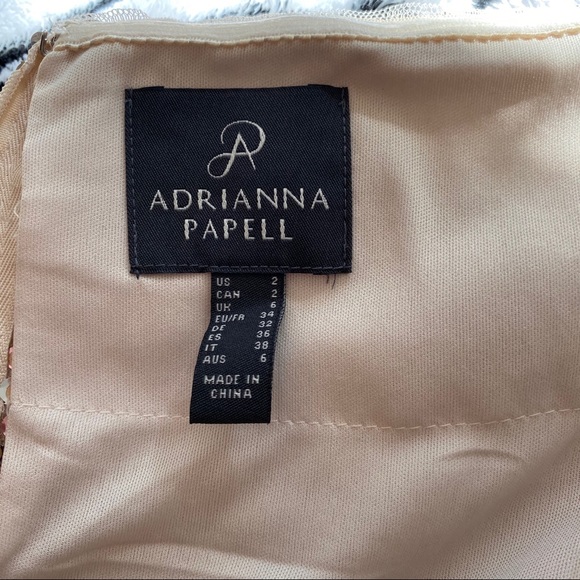 ADRIANNA
PAPELL
US 2
CAN 2
UK 6
EU/FR 34
DE 32
ES 36
IT 38
AUS 6
MADE IN
CHINA